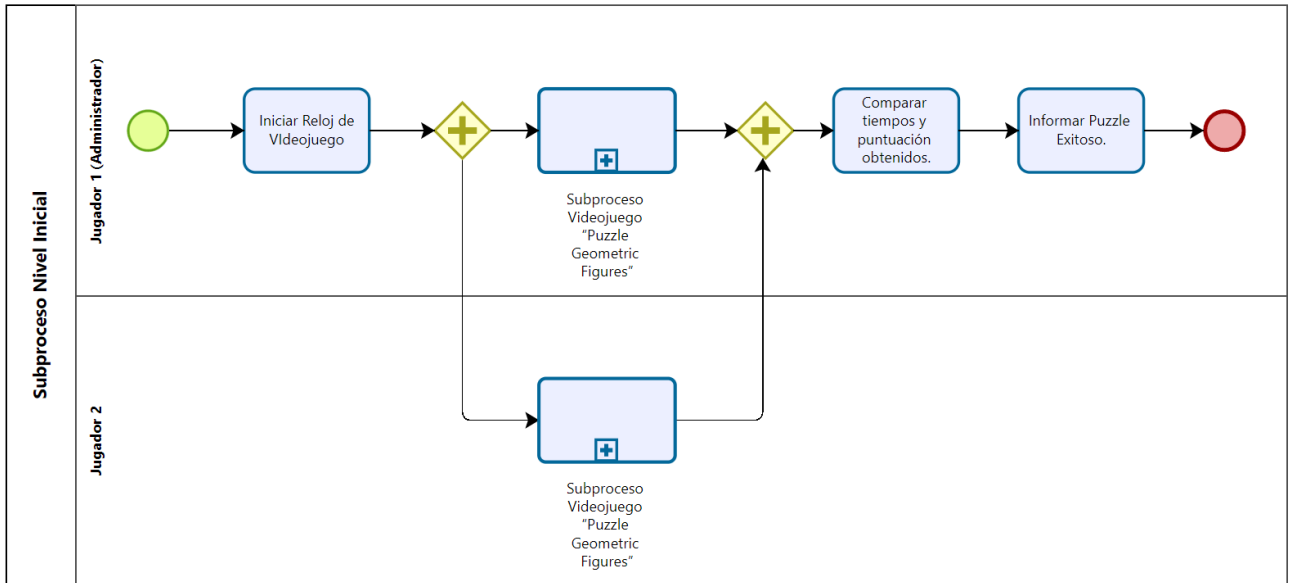 Subproceso Nivel Inicial
Jugador 1 (Administrador)
Iniciar Reloj de
VIdeojuego
Subproceso
Videojuego
“Puzzle
Geometric
Figures”
Comparar
tiempos y
puntuación
obtenidos.
Informar Puzzle
Exitoso.
Jugador 2
Subproceso
Videojuego
“Puzzle
Geometric
Figures”